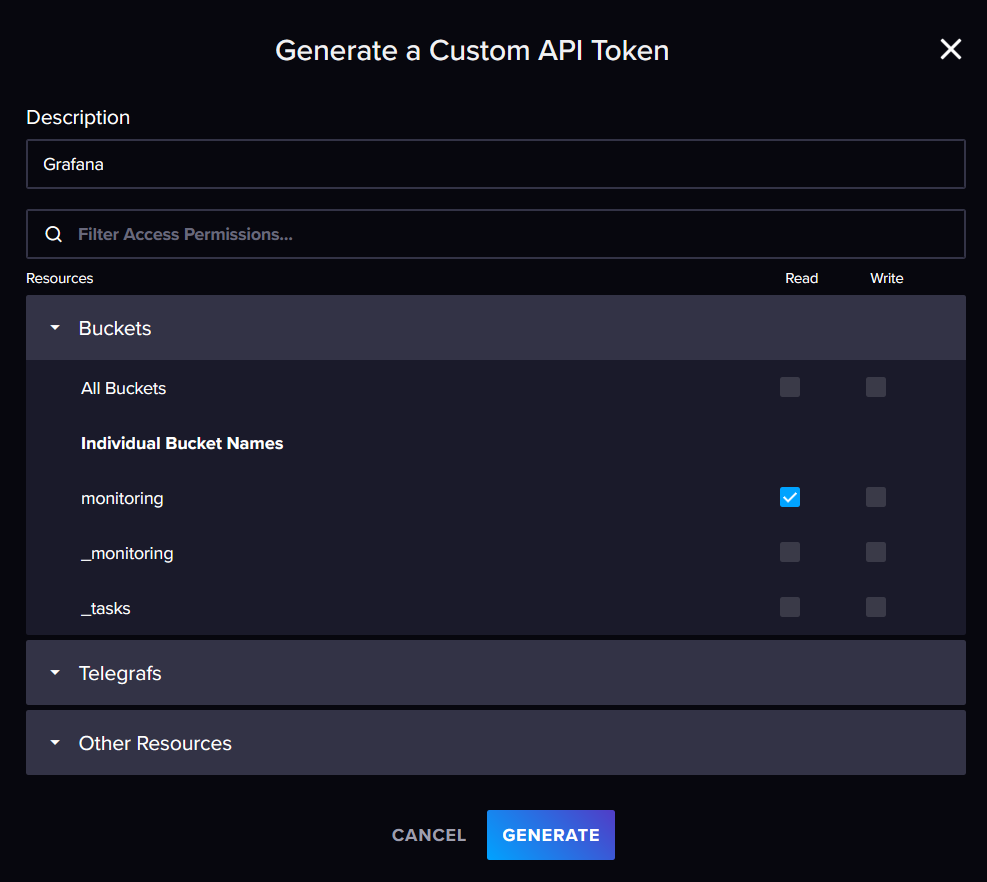 Generate a Custom API Token
Description
Grafana
Filter Access Permissions...
Resources Read Write
Buckets
All Buckets
Individual Bucket Names
monitoring
_monitoring
_tasks
Telegrafs
Other Resources
CANCEL GENERATE